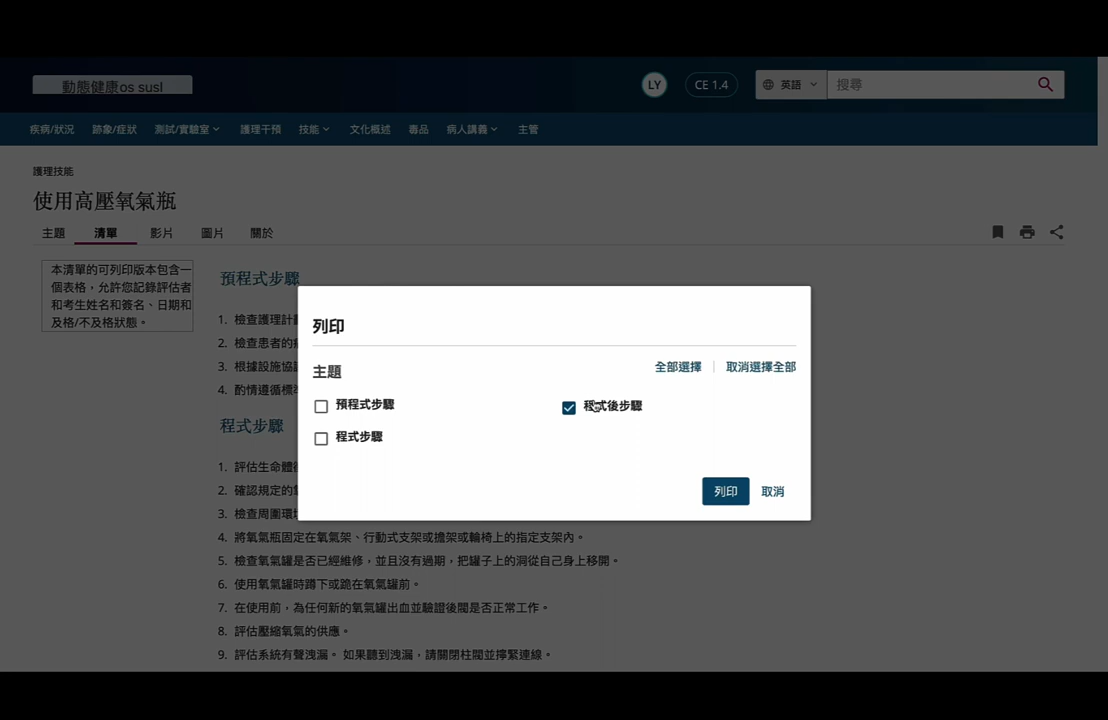 動態健康os susl
LY
CE 1.4
英語
搜尋
疾病/狀況 跡象/症狀 測試/實驗室 護理干預 技能 文化概述 毒品 病人講義 主管
護理技能
使用高壓氧氣瓶
主題 清單 影片 圖片 關於
本清單的可列印版本包含一
個表格，允許您記錄評估者
和考生姓名和簽名、日期和
及格/不及格狀態。
預程式步驟
1. 檢查護理計
2. 檢查患者的
3. 根據設施協
4. 酌情遵循標
程式步驟
1. 評估生命體
2. 確認規定的
3. 檢查周圍環
4. 將氧氣瓶固定在氧氣架、行動式支架或擔架或輪椅上的指定支架內。
5. 檢查氧氣罐是否已經維修，並且沒有過期，把罐子上的洞從自己身上移開。
6. 使用氧氣罐時蹲下或跪在氧氣罐前。
7. 在使用前，為任何新的氧氣罐出血並驗證後閥是否正常工作。
8. 評估壓縮氧氣的供應。
9. 評估系統有聲洩漏。 如果聽到洩漏，請關閉柱閥並擰緊連線。
列印
主題
全部選擇 | 取消選擇全部
預程式步驟
程式後步驟
程式步驟
列印 取消